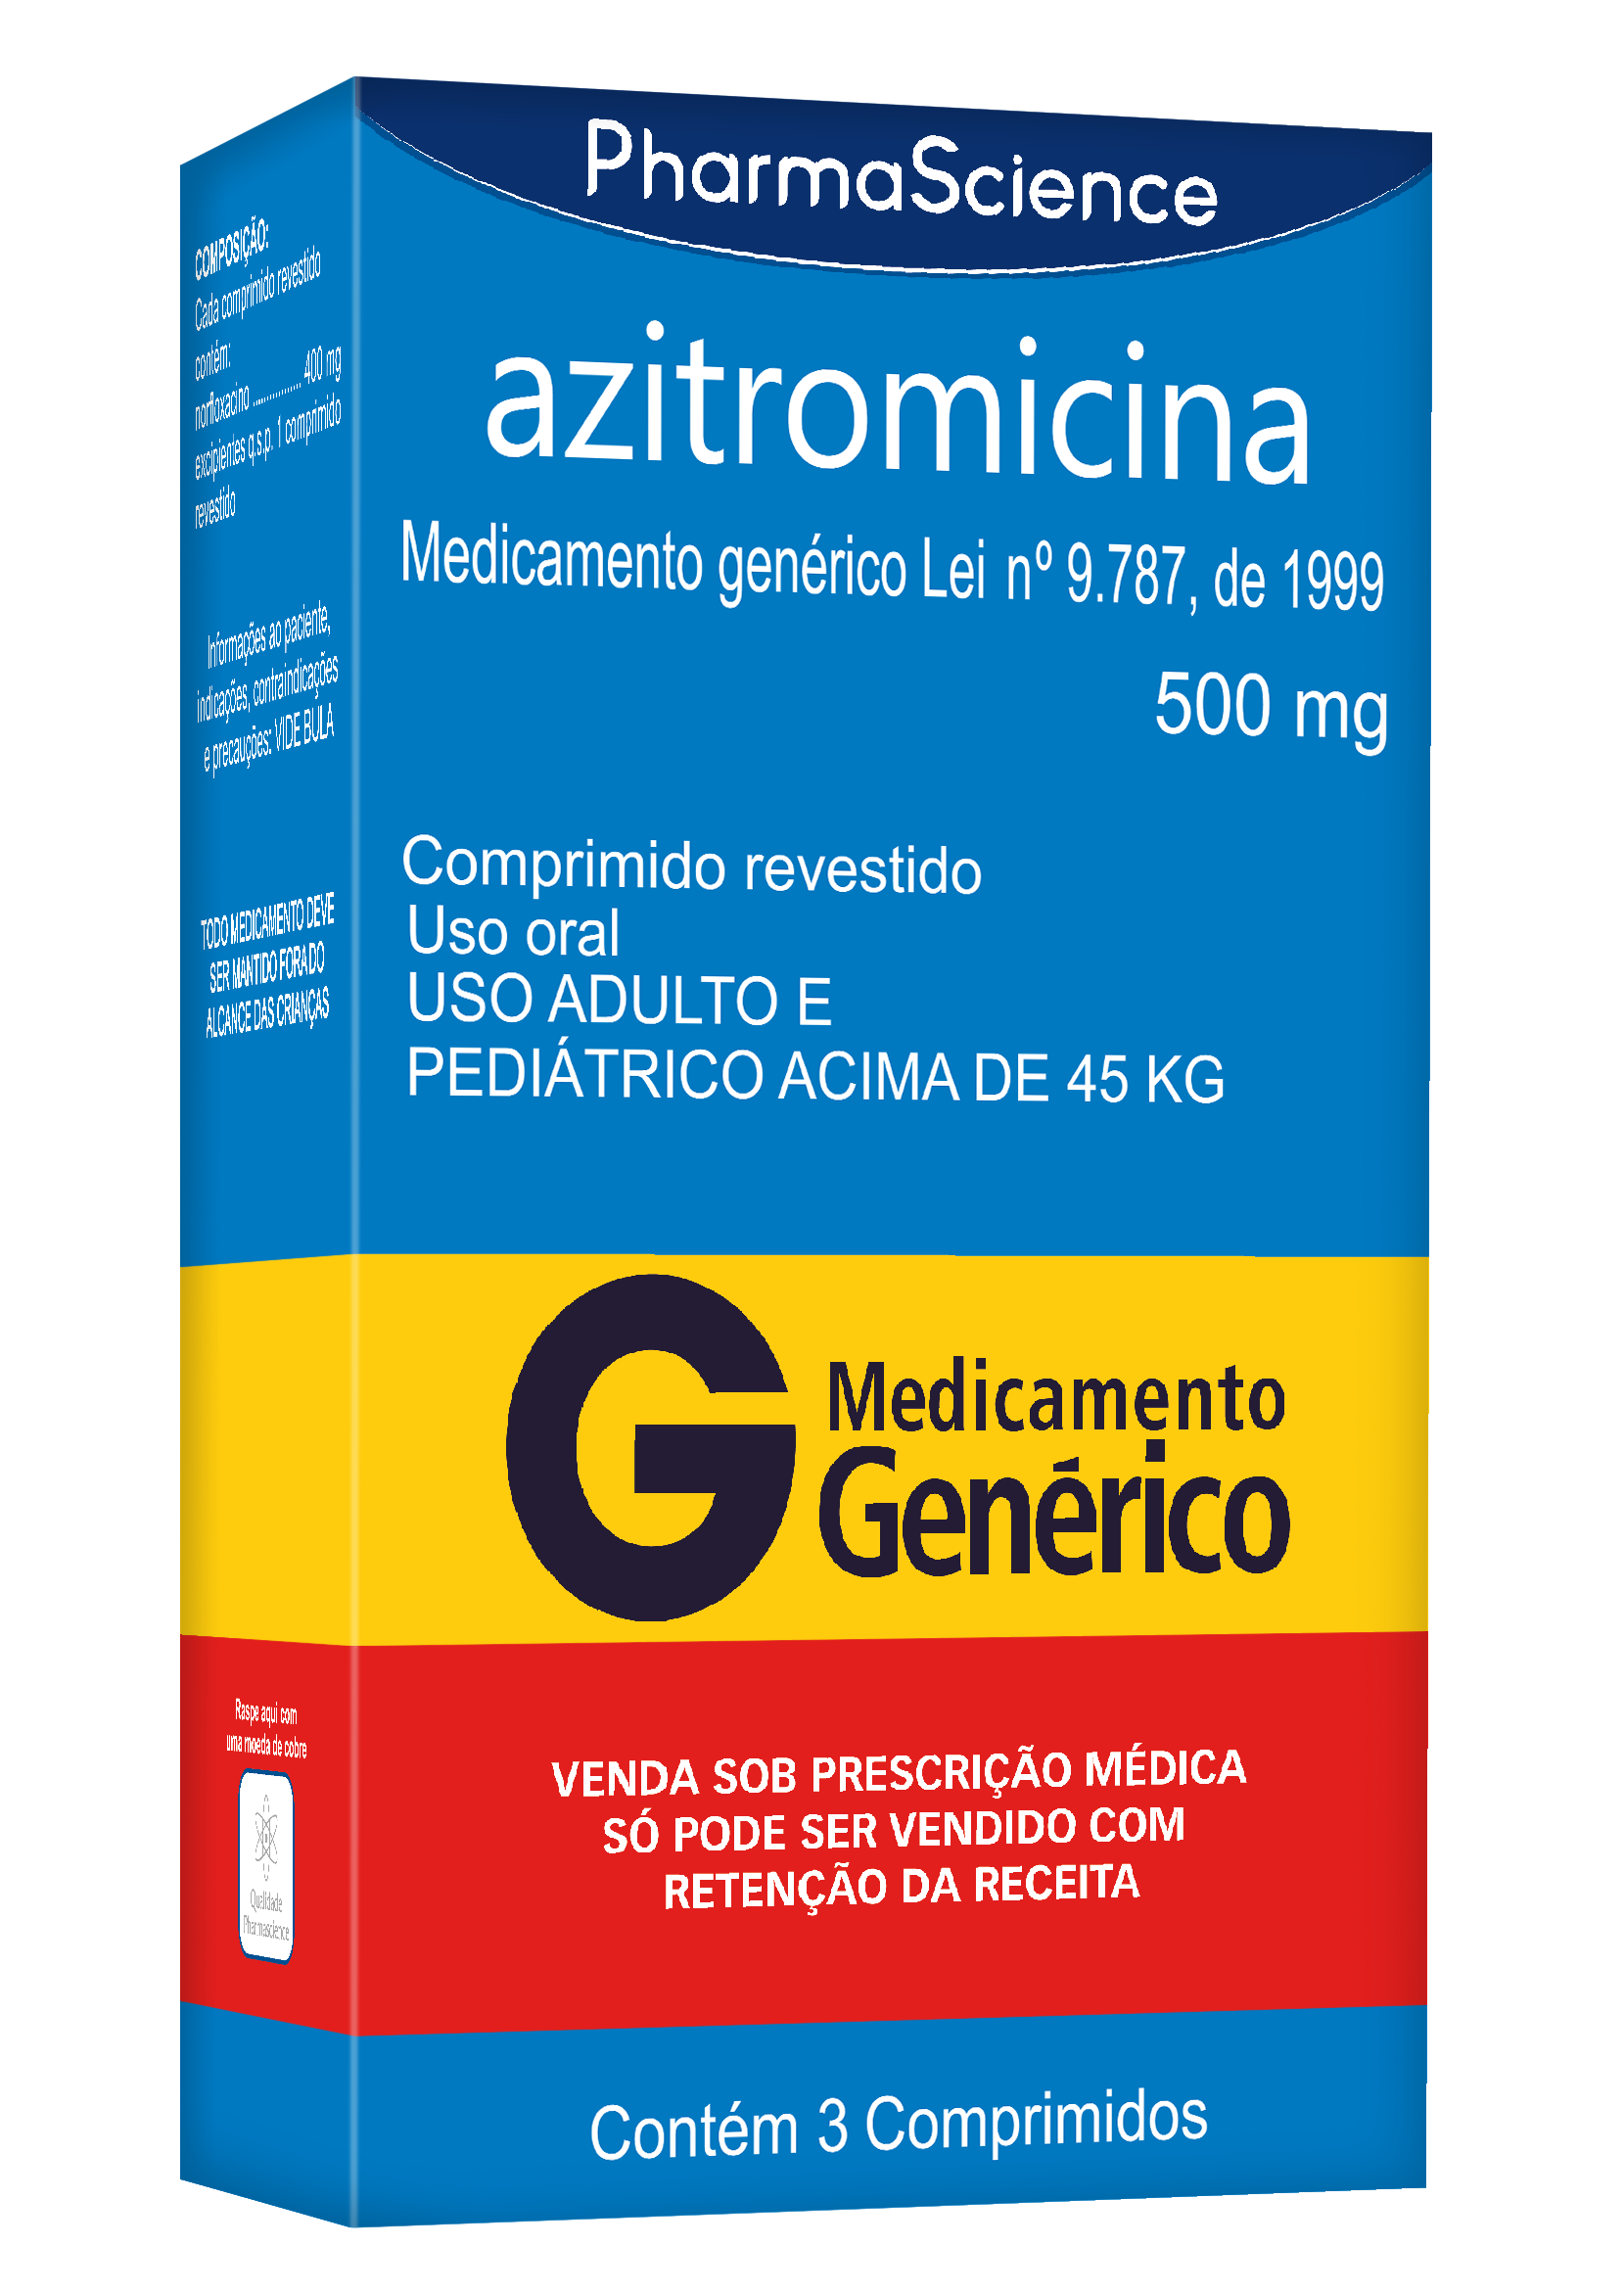 PharmaScience
azitromicina
Medicamento genérico Lei nº 9.787, de 1999
500 mg
Comprimido revestido
Uso oral
USO ADULTO E
PEDIÁTRICO ACIMA DE 45 KG
G Medicamento
Genérico
VENDA SOB PRESCRIÇÃO MÉDICA
SÓ PODE SER VENDIDO COM
RETENÇÃO DA RECEITA
Contém 3 Comprimidos
COMPOSIÇÃO:
Cada comprimido revestido
contém:
norfloxacino ............... 400 mg
excipientes q.s.p. 1 comprimido
revestido
Informações ao paciente,
indicações, contraindicações
e precauções: VIDE BULA
TODO MEDICAMENTO DEVE
SER MANTIDO FORA DO
ALCANCE DAS CRIANÇAS
Raspe aqui com
uma moeda de cobre
Qualidade
Pharmascience